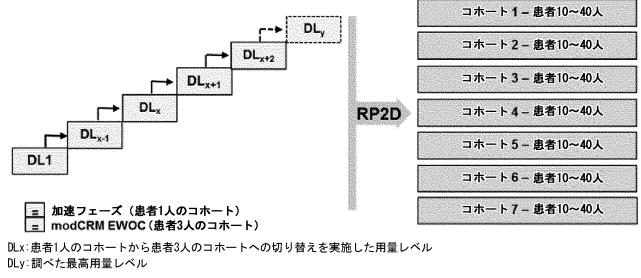 DLy
DLx+2
DLx+1
DLx
DLx-1
DL1
RP2D
コホート 1 – 患者10～40人
コホート 2 – 患者10～40人
コホート 3 – 患者10～40人
コホート 4 – 患者10～40人
コホート 5 – 患者10～40人
コホート 6 – 患者10～40人
コホート 7 – 患者10～40人
= 加速フェーズ（患者1人のコホート）
= modCRM EWOC（患者3人のコホート）
DLx:患者1人のコホートから患者3人のコホートへの切り替えを実施した用量レベル
DLy:調べた最高用量レベル